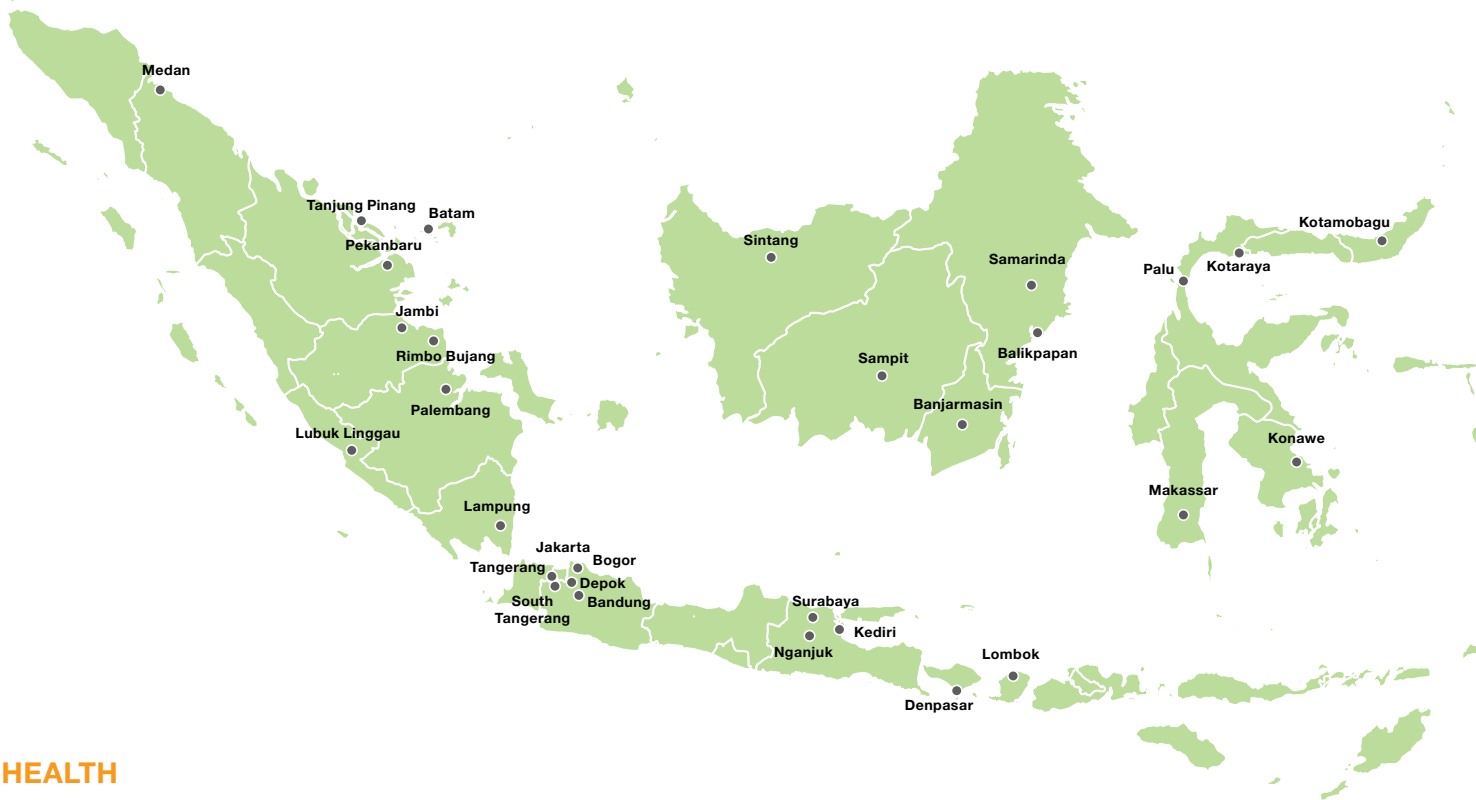 Medan
Tanjung Pinang
Batam
Pekanbaru
Jambi
Rimbo Bujang
Palembang
Lubuk Linggau
Lampung
Jakarta
Bogor
Tangerang
Depok
South
Tangerang
Bandung
Surabaya
Kediri
Nganjuk
Lombok
Denpasar
Sintang
Samarinda
Balikpapan
Sampit
Banjarmasin
Kotamobagu
Kotaraya
Palu
Konawe
Makassar
HEALTH